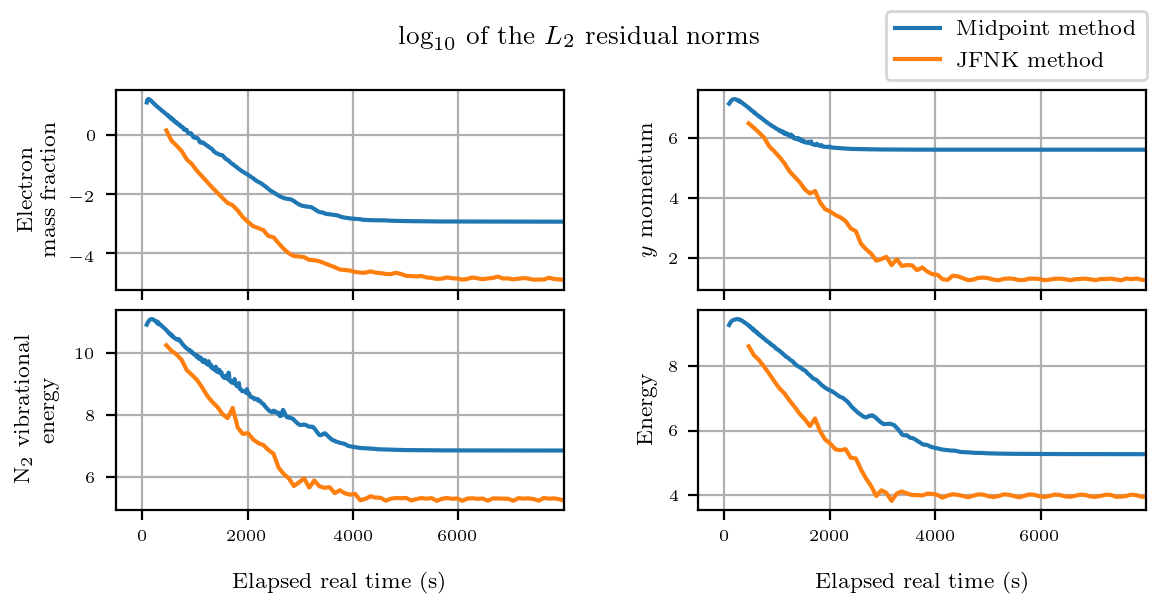 log₁₀ of the L₂ residual norms
Midpoint method
JFNK method
Electron
mass fraction
0
−2
−4
y momentum
6
4
2
N₂ vibrational
energy
10
8
6
0 2000 4000 6000
Elapsed real time (s)
Energy
8
6
4
0 2000 4000 6000
Elapsed real time (s)